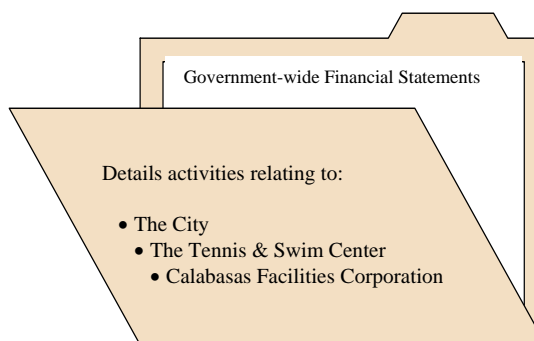 Government-wide Financial Statements
Details activities relating to:
• The City
• The Tennis & Swim Center
• Calabasas Facilities Corporation